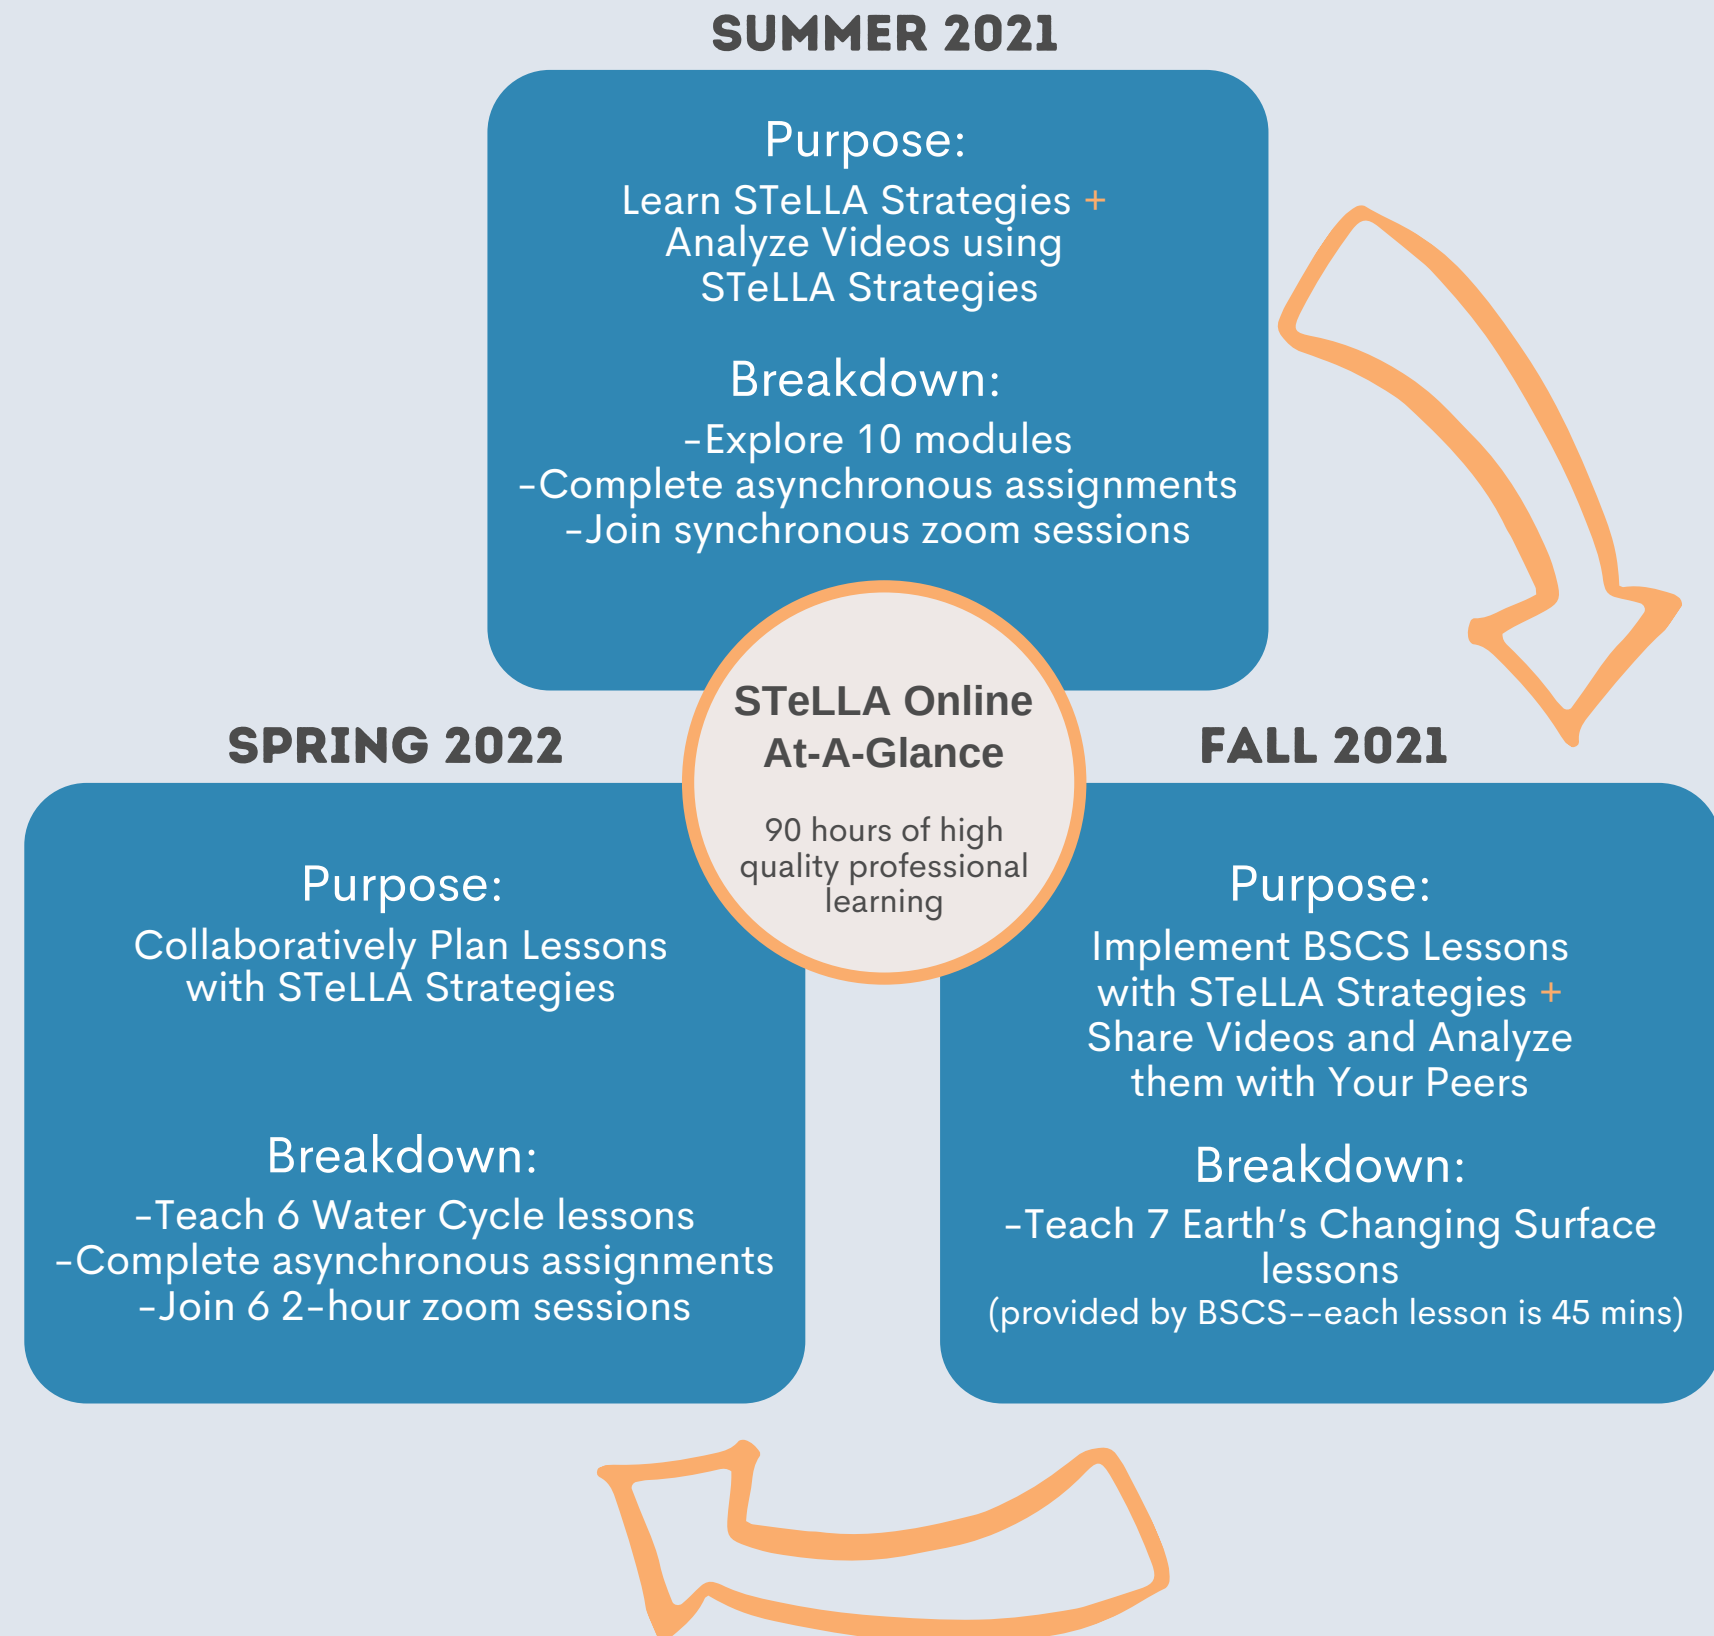 SUMMER 2021
Purpose:
Learn STeLLA Strategies +
Analyze Videos using
STeLLA Strategies
Breakdown:
-Explore 10 modules
-Complete asynchronous assignments
-Join synchronous zoom sessions
STeLLA Online
At-A-Glance
90 hours of high
quality professional
learning
FALL 2021
Purpose:
Implement BSCS Lessons
with STeLLA Strategies +
Share Videos and Analyze
them with Your Peers
Breakdown:
-Teach 7 Earth's Changing Surface
lessons
(provided by BSCS--each lesson is 45 mins)
SPRING 2022
Purpose:
Collaboratively Plan Lessons
with STeLLA Strategies
Breakdown:
-Teach 6 Water Cycle lessons
-Complete asynchronous assignments
-Join 6 2-hour zoom sessions